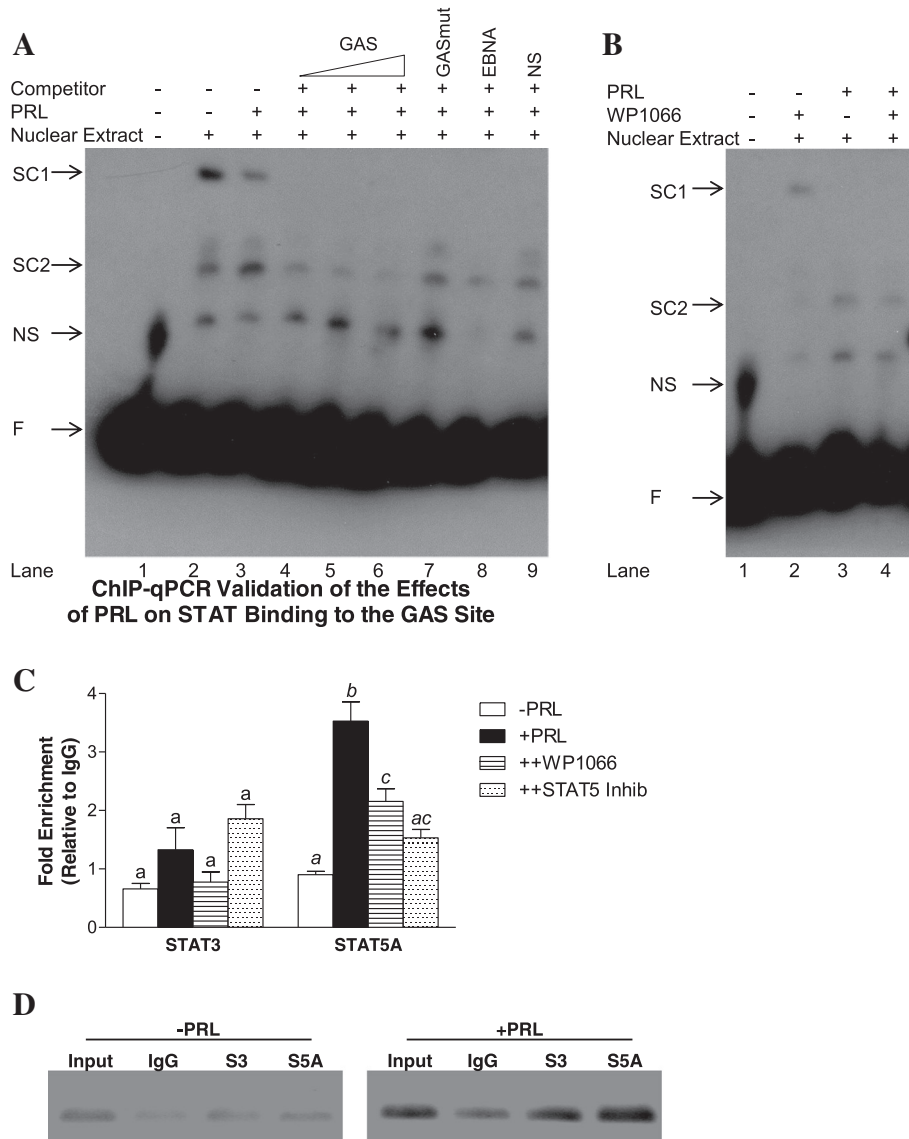 A
GAS
GASmut
EBNA
NS
Competitor - - - + + + + + +
PRL - - + + + + + + +
Nuclear Extract - + + + + + + + +
SC1
SC2
NS
F
Lane 1 2 3 4 5 6 7 8 9
B
PRL - - + +
WP1066 - + - +
Nuclear Extract - + + +
SC1
SC2
NS
F
Lane 1 2 3 4
ChIP-qPCR Validation of the Effects
of PRL on STAT Binding to the GAS Site
C
Fold Enrichment
(Relative to IgG)
4
3
2
1
0
a a a a
a b c ac
STAT3 STAT5A
-PRL
+PRL
++WP1066
++STAT5 Inhib
D
-PRL
Input IgG S3 S5A
+PRL
Input IgG S3 S5A